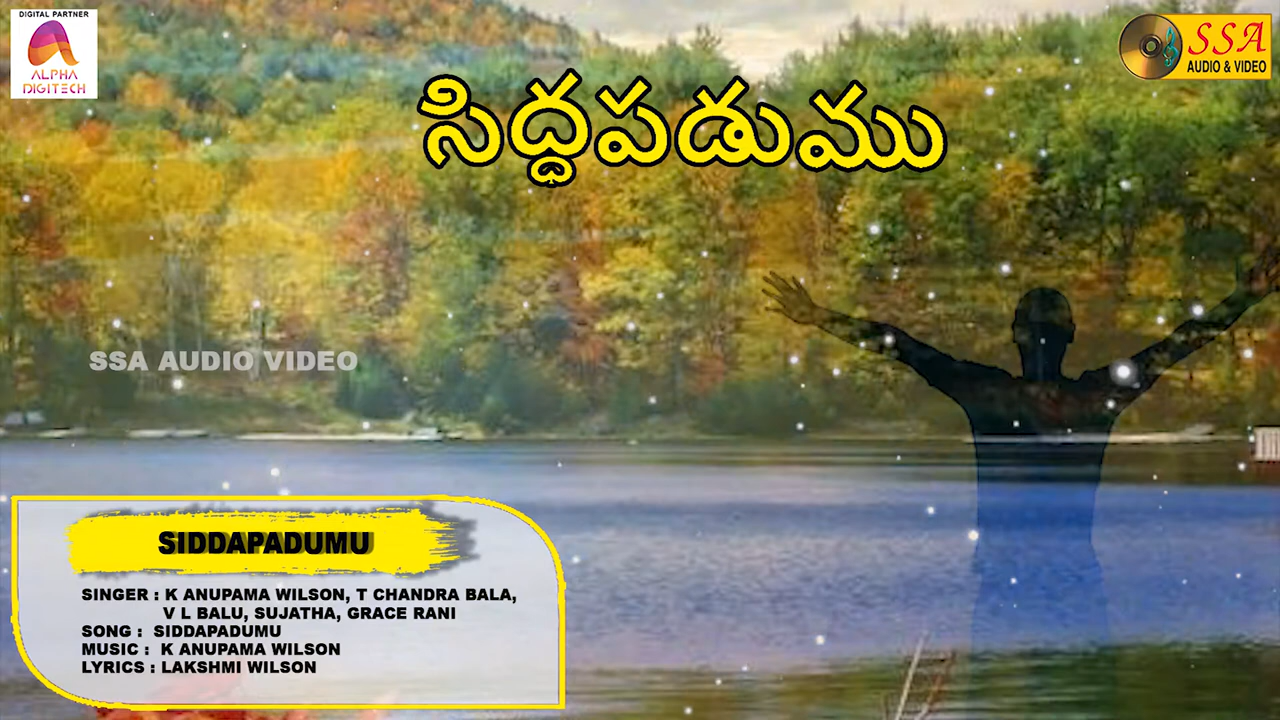 DIGITAL PARTNER
ALPHA
DIGITECH
SSA
AUDIO & VIDEO
సిద్ధపడుము
SSA AUDIO VIDEO
SIDDAPADUMU
SINGER : K ANUPAMA WILSON, T CHANDRA BALA,
V L BALU, SUJATHA, GRACE RANI
SONG : SIDDAPADUMU
MUSIC : K ANUPAMA WILSON
LYRICS : LAKSHMI WILSON